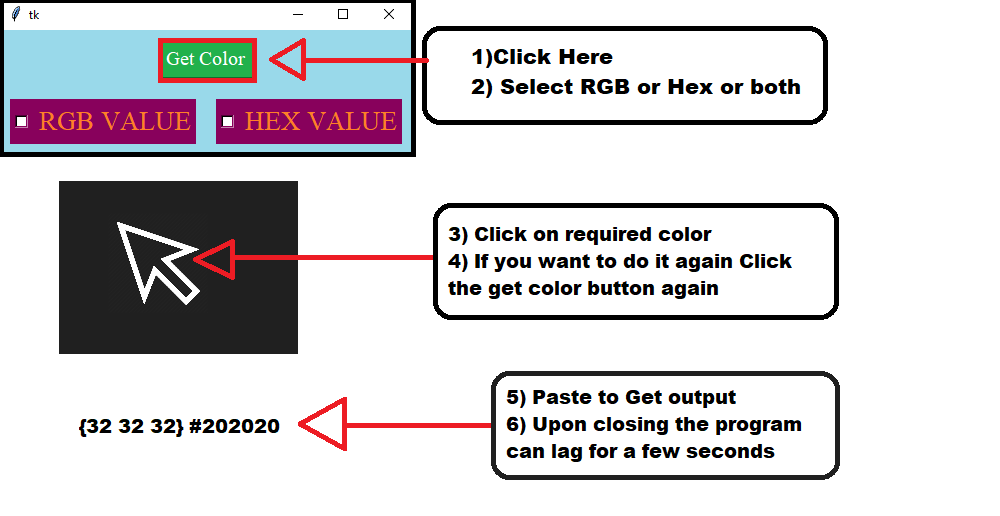 tk
Get Color
1)Click Here
2) Select RGB or Hex or both
RGB VALUE
HEX VALUE
3) Click on required color
4) If you want to do it again Click
the get color button again
{32 32 32} #202020
5) Paste to Get output
6) Upon closing the program
can lag for a few seconds